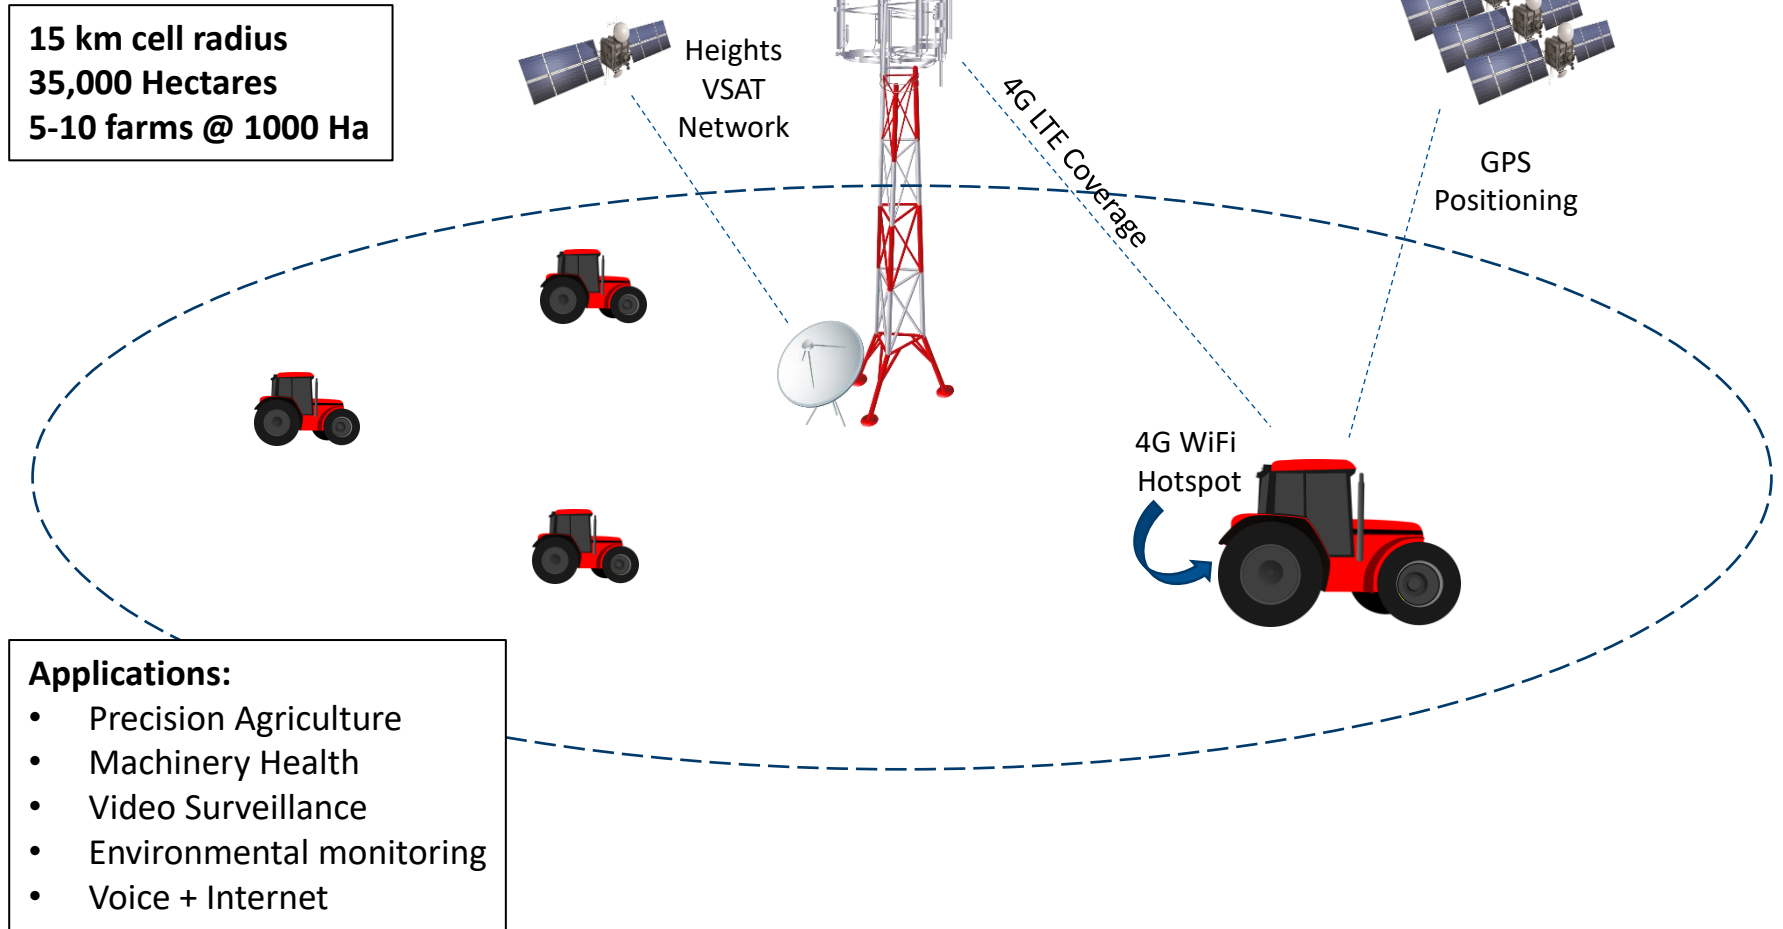 15 km cell radius
35,000 Hectares
5-10 farms @ 1000 Ha
Heights
VSAT
Network
4G LTE Coverage
GPS
Positioning
4G WiFi
Hotspot
Applications:
• Precision Agriculture
• Machinery Health
• Video Surveillance
• Environmental monitoring
• Voice + Internet